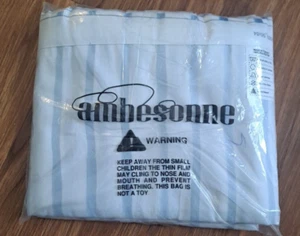 ambesonne
WARNING
KEEP AWAY FROM SMALL
CHILDREN THE THIN FILM
MAY CLING TO NOSE AND
MOUTH AND PREVENT
BREATHING. THIS BAG IS
NOT A TOY